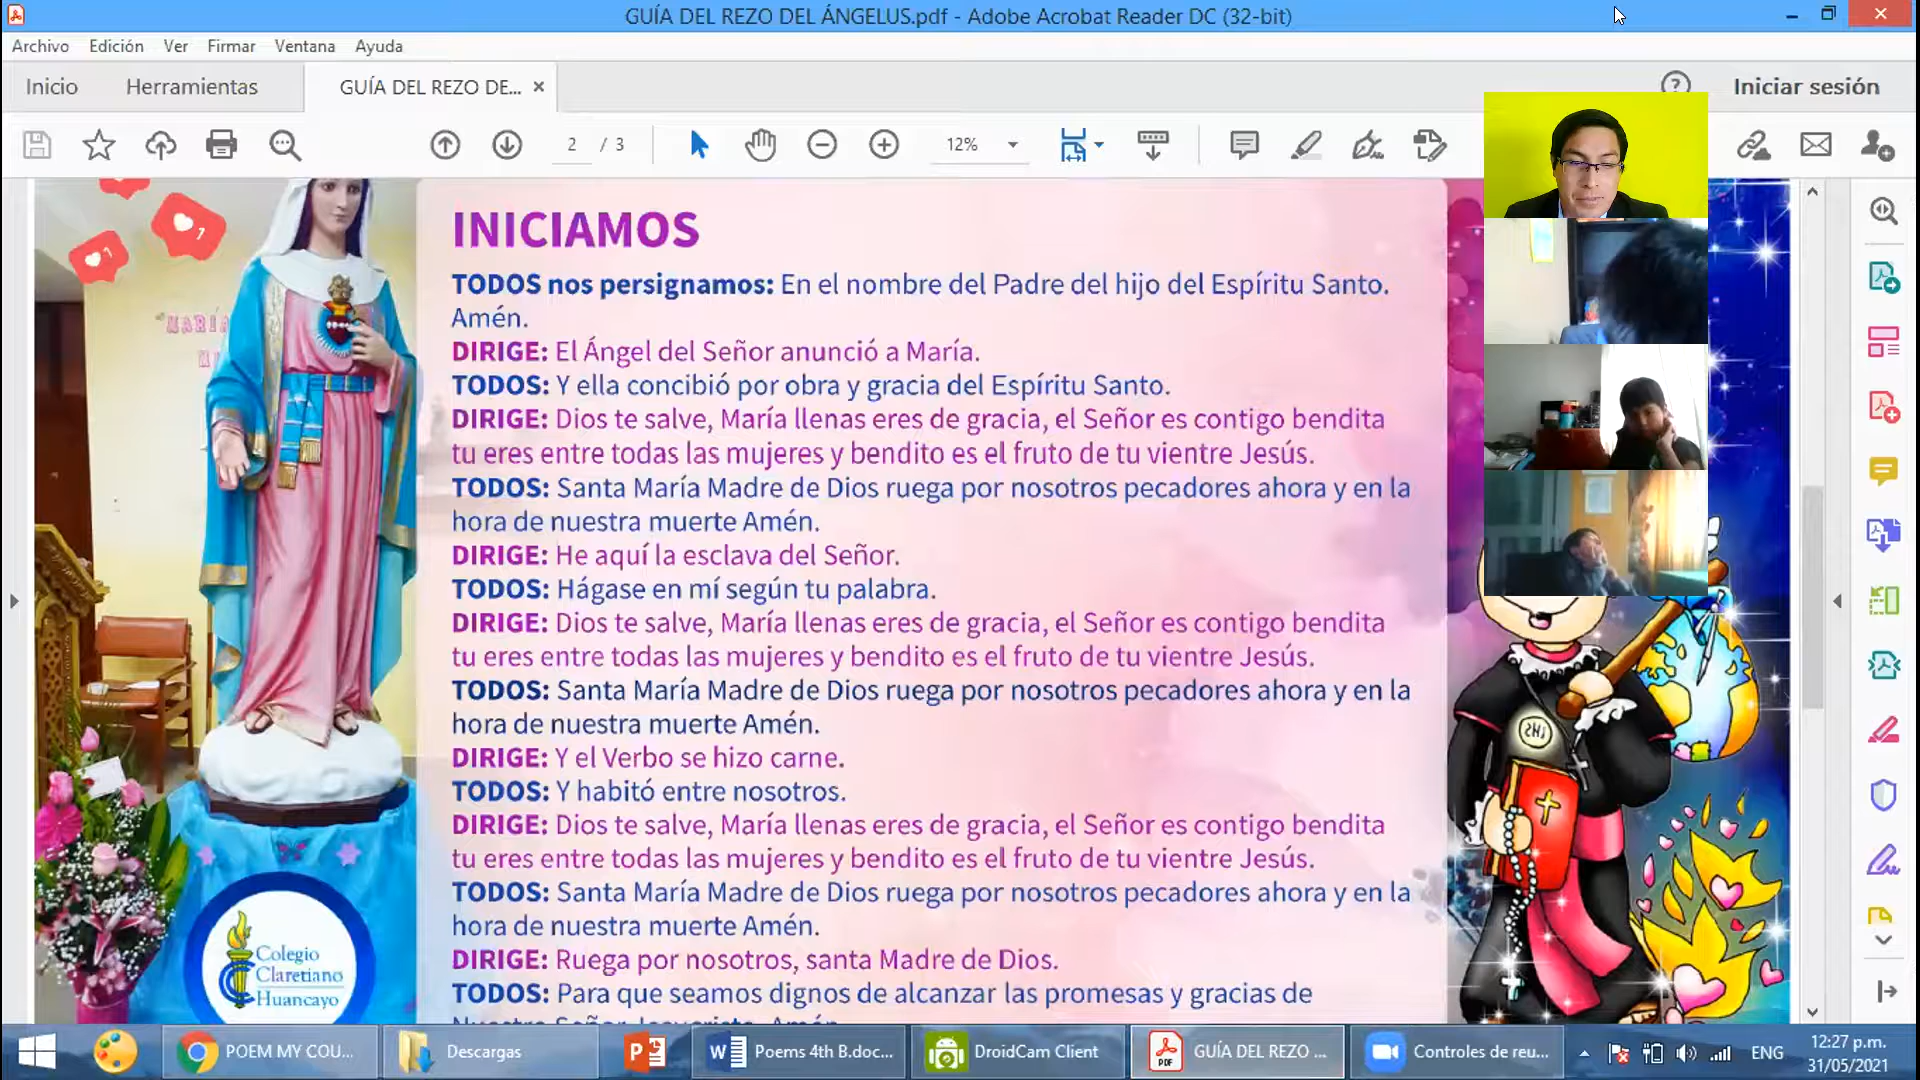 GUÍA DEL REZO DEL ÁNGELUS.pdf - Adobe Acrobat Reader DC (32-bit)
Archivo Edición Ver Firmar Ventana Ayuda
Inicio Herramientas GUÍA DEL REZO DE... Iniciar sesión
2 / 3 12%
INICIAMOS
TODOS nos persignamos: En el nombre del Padre del hijo del Espíritu Santo.
Amén.
DIRIGE: El Ángel del Señor anunció a María.
TODOS: Y ella concibió por obra y gracia del Espíritu Santo.
DIRIGE: Dios te salve, María llenas eres de gracia, el Señor es contigo bendita
tu eres entre todas las mujeres y bendito es el fruto de tu vientre Jesús.
TODOS: Santa María Madre de Dios ruega por nosotros pecadores ahora y en la
hora de nuestra muerte Amén.
DIRIGE: He aquí la esclava del Señor.
TODOS: Hágase en mí según tu palabra.
DIRIGE: Dios te salve, María llenas eres de gracia, el Señor es contigo bendita
tu eres entre todas las mujeres y bendito es el fruto de tu vientre Jesús.
TODOS: Santa María Madre de Dios ruega por nosotros pecadores ahora y en la
hora de nuestra muerte Amén.
DIRIGE: Y el Verbo se hizo carne.
TODOS: Y habitó entre nosotros.
DIRIGE: Dios te salve, María llenas eres de gracia, el Señor es contigo bendita
tu eres entre todas las mujeres y bendito es el fruto de tu vientre Jesús.
TODOS: Santa María Madre de Dios ruega por nosotros pecadores ahora y en la
hora de nuestra muerte Amén.
DIRIGE: Ruega por nosotros, santa Madre de Dios.
TODOS: Para que seamos dignos de alcanzar las promesas y gracias de
1
1
"MARÍA
Colegio
Claretiano
Huancayo
IHS
POEM MY COU... Descargas Poems 4th B.doc... DroidCam Client GUÍA DEL REZO ... Controles de reu... ENG
12:27 p.m.
31/05/2021